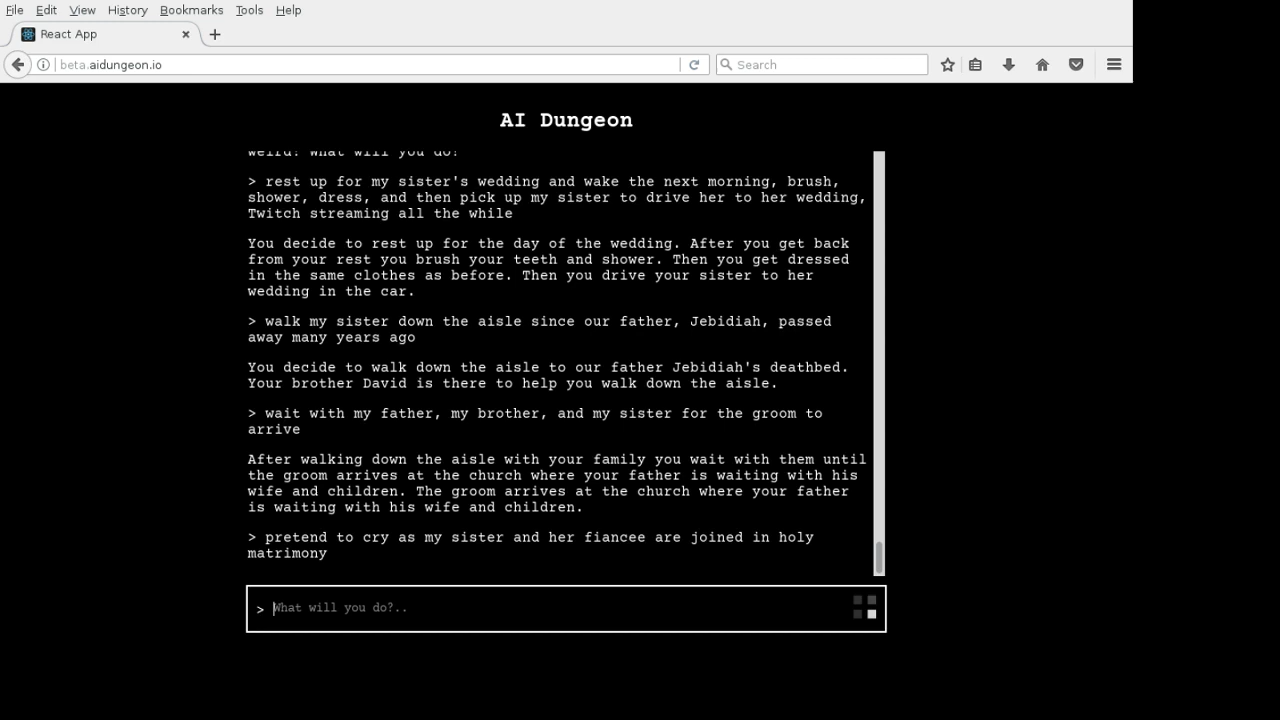 File Edit View History Bookmarks Tools Help
React App
beta.aidungeon.io
Search
AI Dungeon
weird? What will you do?
> rest up for my sister's wedding and wake the next morning, brush,
shower, dress, and then pick up my sister to drive her to her wedding,
Twitch streaming all the while
You decide to rest up for the day of the wedding. After you get back
from your rest you brush your teeth and shower. Then you get dressed
in the same clothes as before. Then you drive your sister to her
wedding in the car.
> walk my sister down the aisle since our father, Jebidiah, passed
away many years ago
You decide to walk down the aisle to our father Jebidiah's deathbed.
Your brother David is there to help you walk down the aisle.
> wait with my father, my brother, and my sister for the groom to
arrive
After walking down the aisle with your family you wait with them until
the groom arrives at the church where your father is waiting with his
wife and children. The groom arrives at the church where your father
is waiting with his wife and children.
> pretend to cry as my sister and her fiancee are joined in holy
matrimony
> What will you do?..